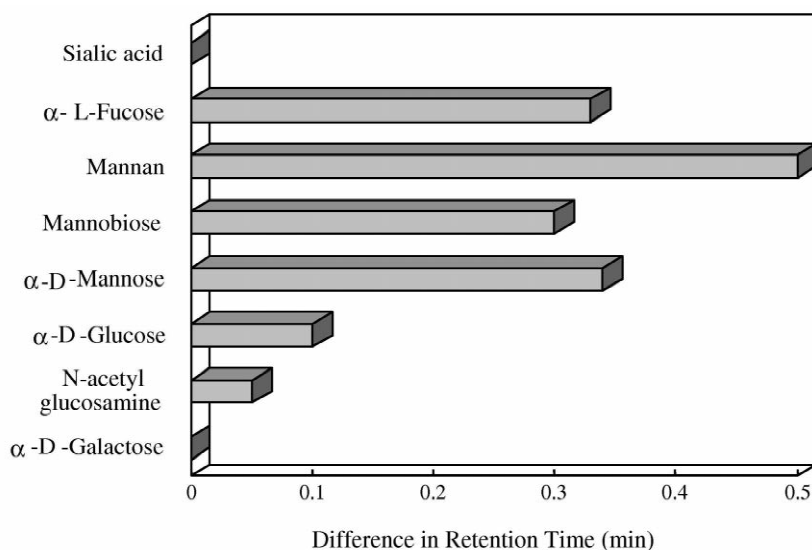 Sialic acid
α- L-Fucose
Mannan
Mannobiose
α-D-Mannose
α-D -Glucose
N-acetyl
glucosamine
α-D -Galactose
0 0.1 0.2 0.3 0.4 0.5
Difference in Retention Time (min)